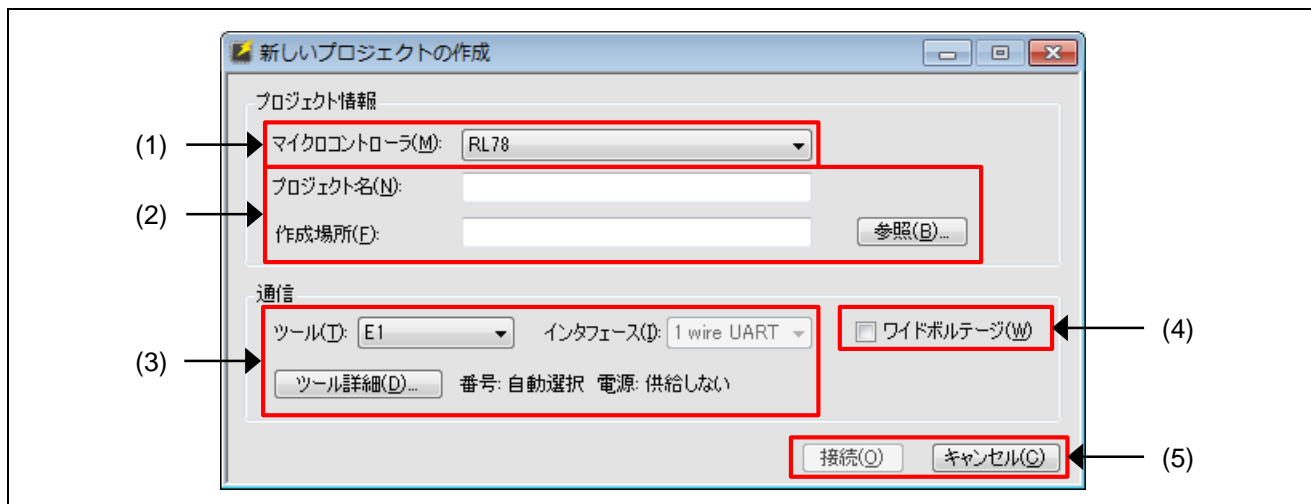 新しいプロジェクトの作成
プロジェクト情報
(1)
マイクロコントローラ(M):
RL78
(2)
プロジェクト名(N):
作成場所(F):
参照(B)...
通信
(3)
ツール(T):
E1
インタフェース(I):
1 wire UART
ワイドボルテージ(W)
(4)
ツール詳細(D)...
番号: 自動選択 電源: 供給しない
接続(O)
キャンセル(C)
(5)